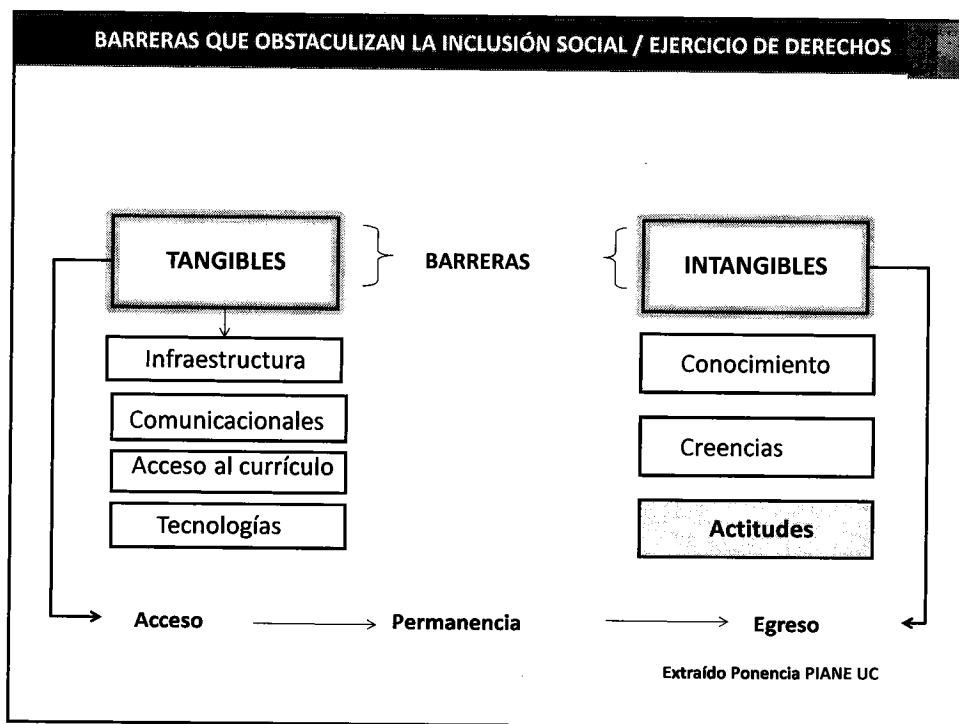 BARRERAS QUE OBSTACULIZAN LA INCLUSIÓN SOCIAL / EJERCICIO DE DERECHOS
TANGIBLES
BARRERAS
INTANGIBLES
Infraestructura
Comunicacionales
Acceso al currículo
Tecnologías
Conocimiento
Creencias
Actitudes
Acceso
Permanencia
Egreso
Extraído Ponencia PIANE UC